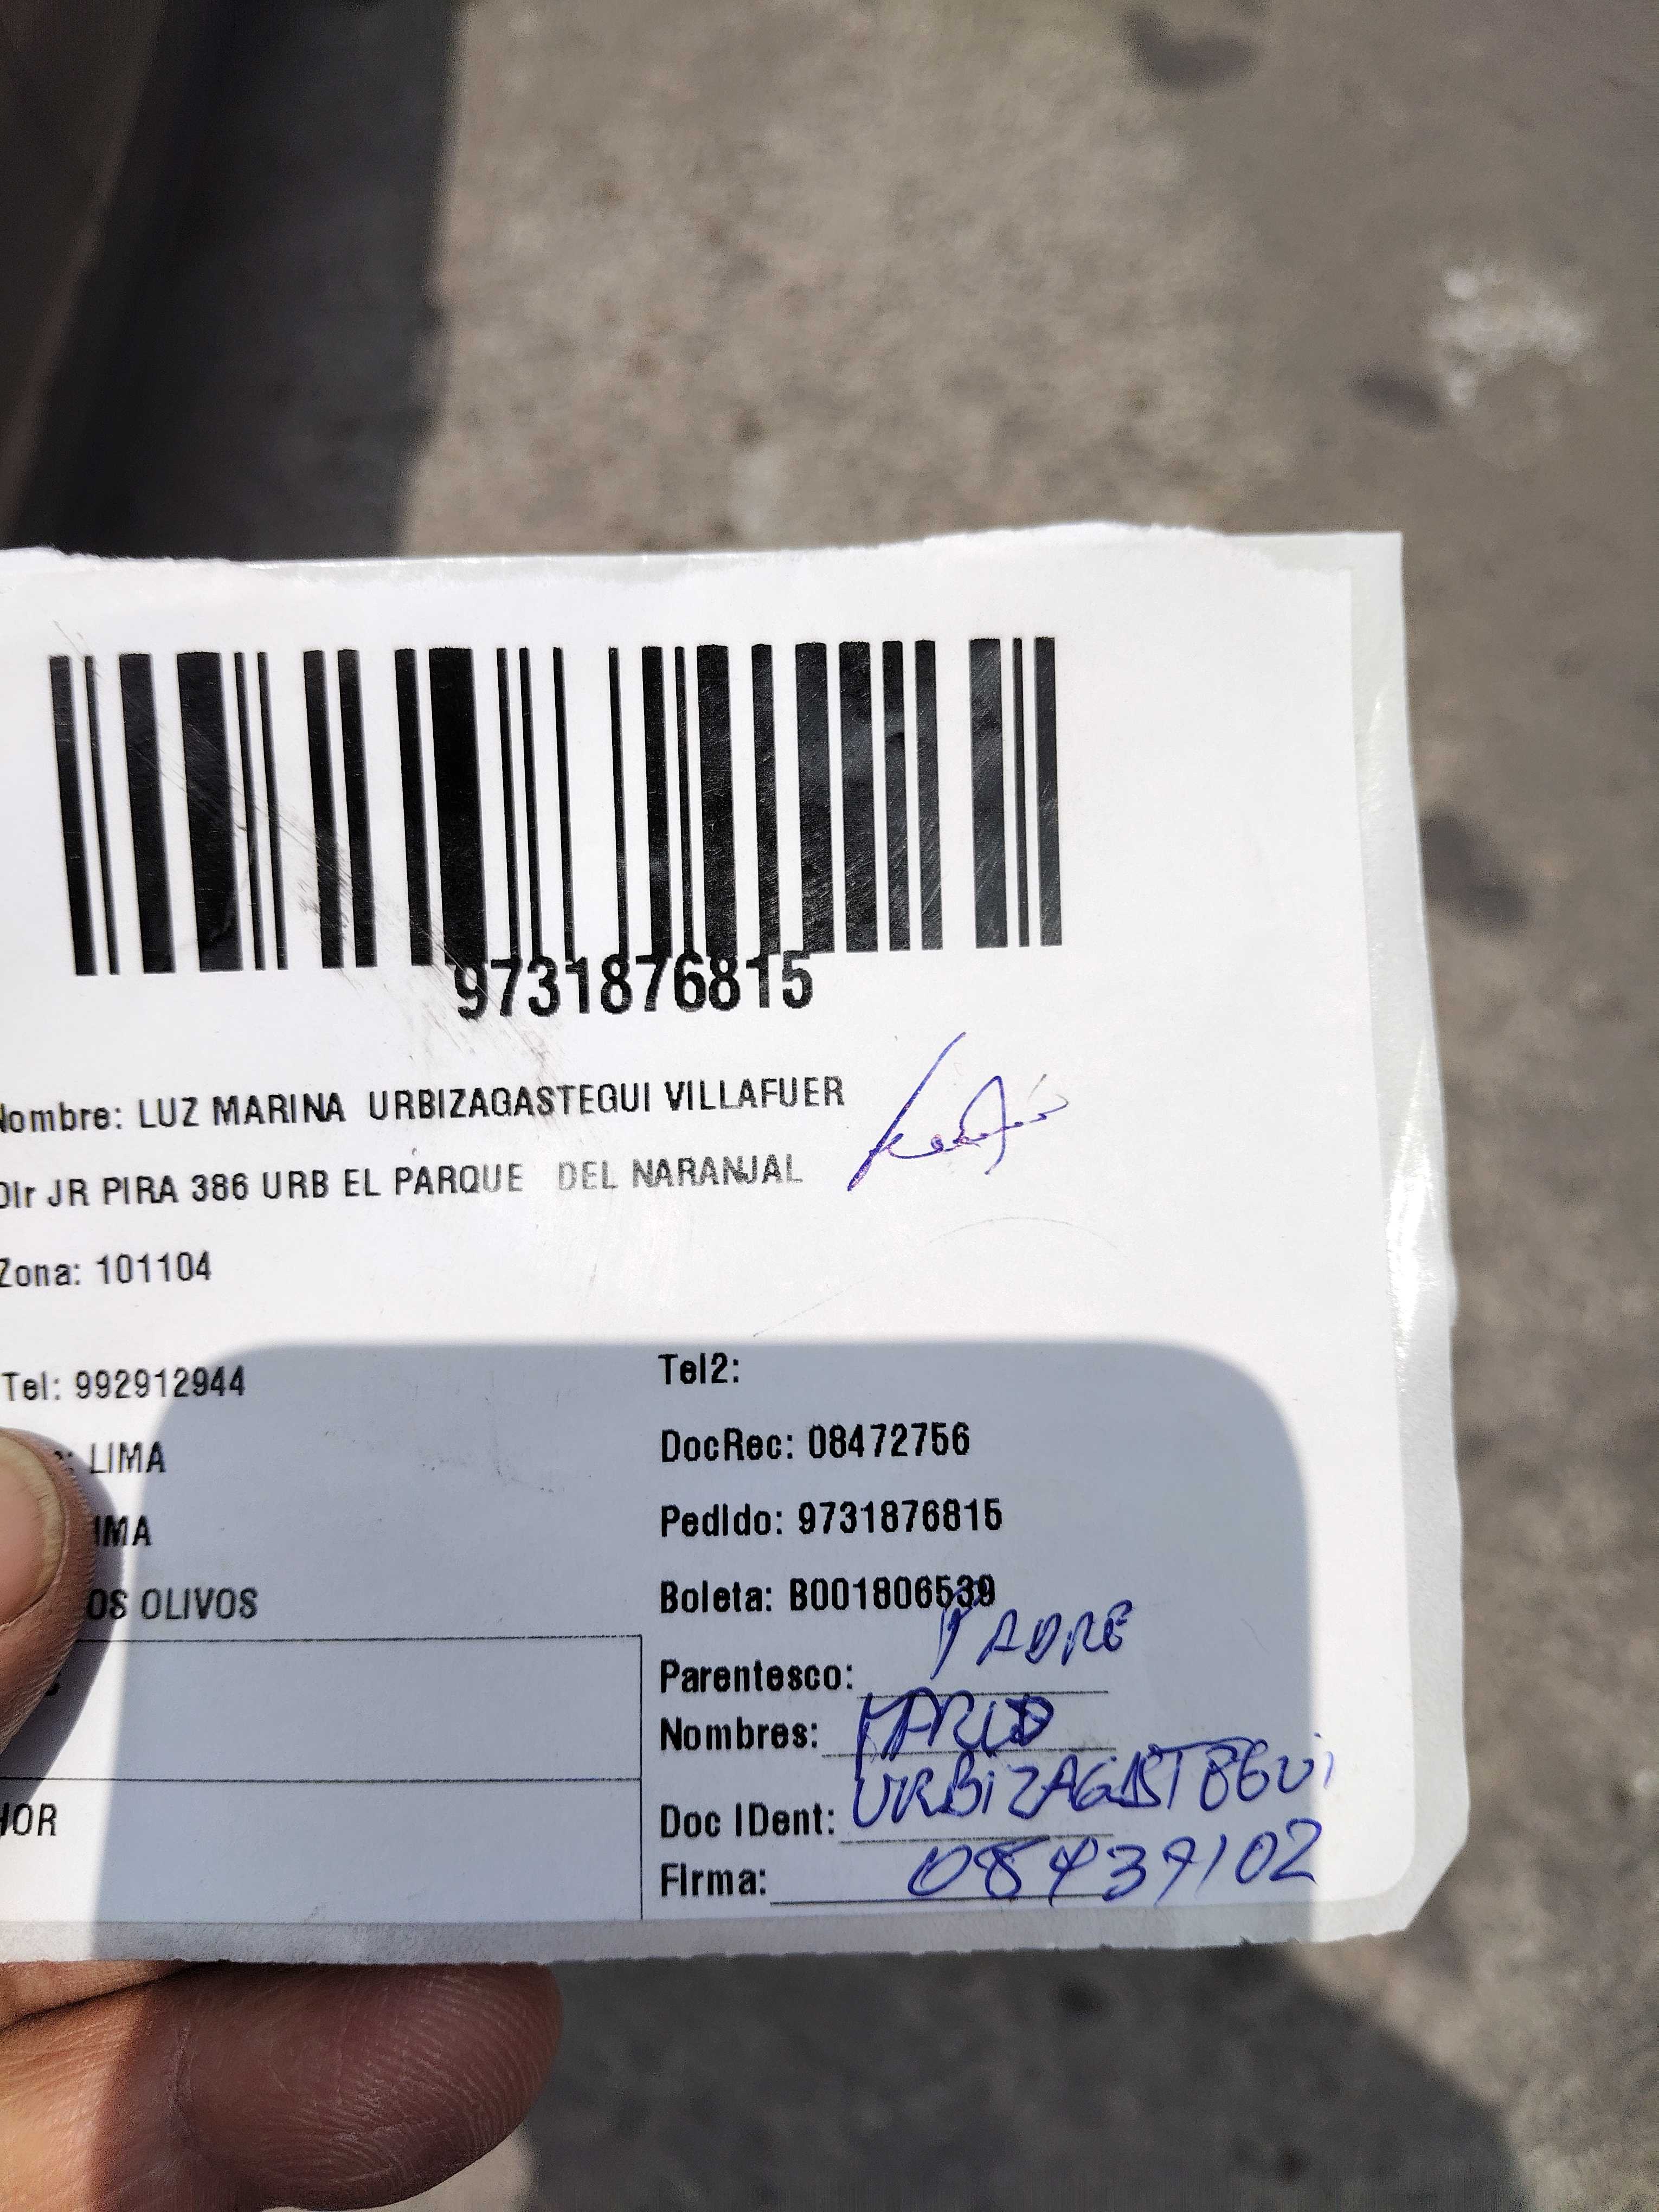 9731876815
Nombre: LUZ MARINA URBIZAGASTEGUI VILLAFUER
Dir JR PIRA 386 URB EL PARQUE DEL NARANJAL
Zona: 101104
Tel: 992912944 Tel2:
LIMA DocRec: 08472756
IMA Pedido: 9731876815
OS OLIVOS Boleta: B001806539
Parentesco: PADRE
Nombres: MARIO
URBIZAGASTEGUI
HOR Doc IDent:
Firma: 08439102